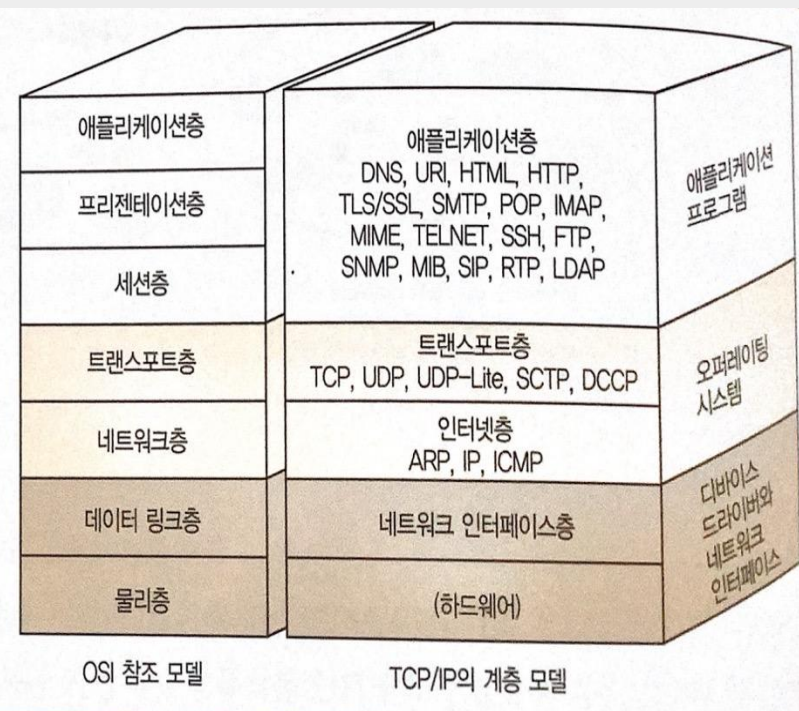 애플리케이션층
프리젠테이션층
세션층
트랜스포트층
네트워크층
데이터 링크층
물리층
OSI 참조 모델
애플리케이션층
DNS, URI, HTML, HTTP,
TLS/SSL, SMTP, POP, IMAP,
MIME, TELNET, SSH, FTP,
SNMP, MIB, SIP, RTP, LDAP
트랜스포트층
TCP, UDP, UDP-Lite, SCTP, DCCP
인터넷층
ARP, IP, ICMP
네트워크 인터페이스층
(하드웨어)
TCP/IP의 계층 모델
애플리케이션
프로그램
오퍼레이팅
시스템
디바이스
드라이버와
네트워크
인터페이스